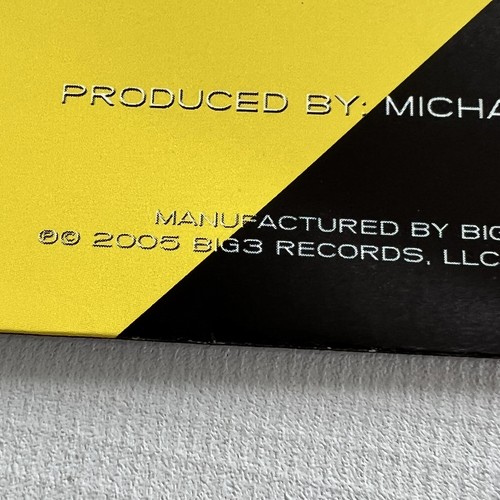 PRODUCED BY: MICHA
MANUFACTURED BY BIG
℗© 2005 BIG3 RECORDS, LLC